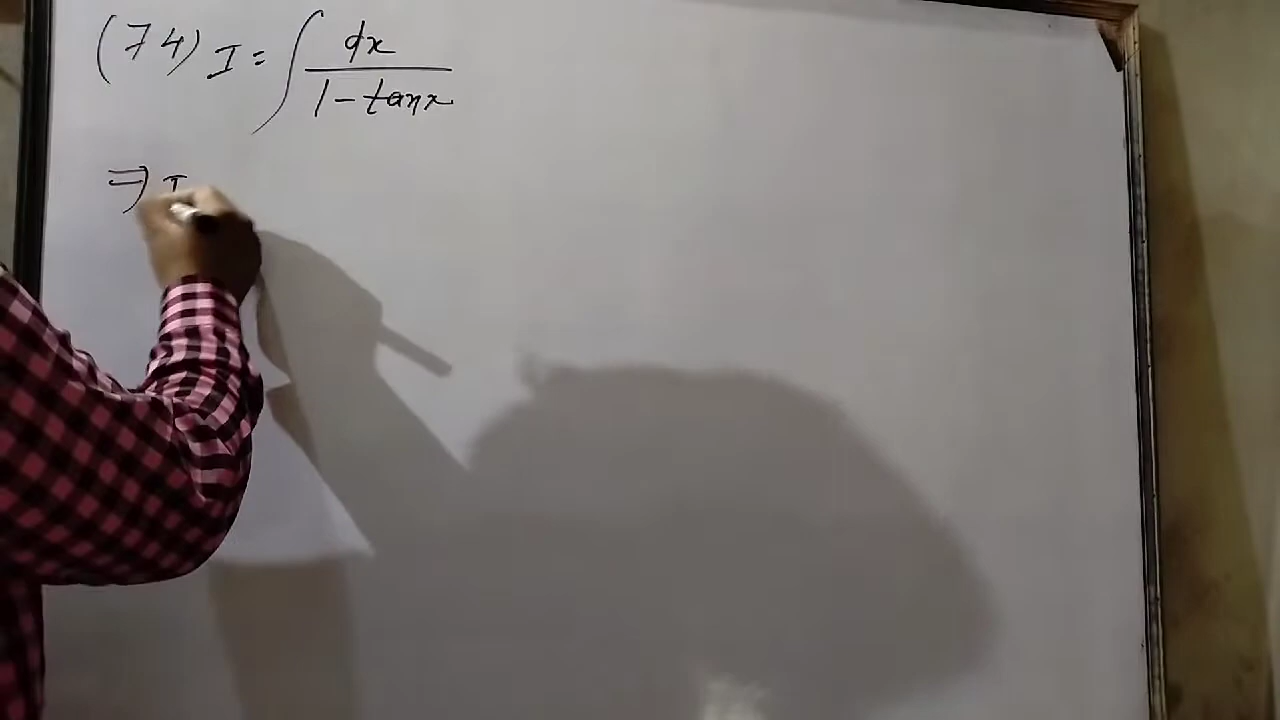 (74) I = ∫ dx / (1 - tanx)
⇒ I